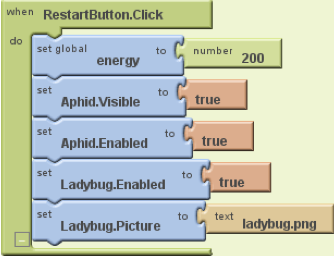 when RestartButton.Click
do
set global energy to number 200
set Aphid.Visible to true
set Aphid.Enabled to true
set Ladybug.Enabled to true
set Ladybug.Picture to text ladybug.png